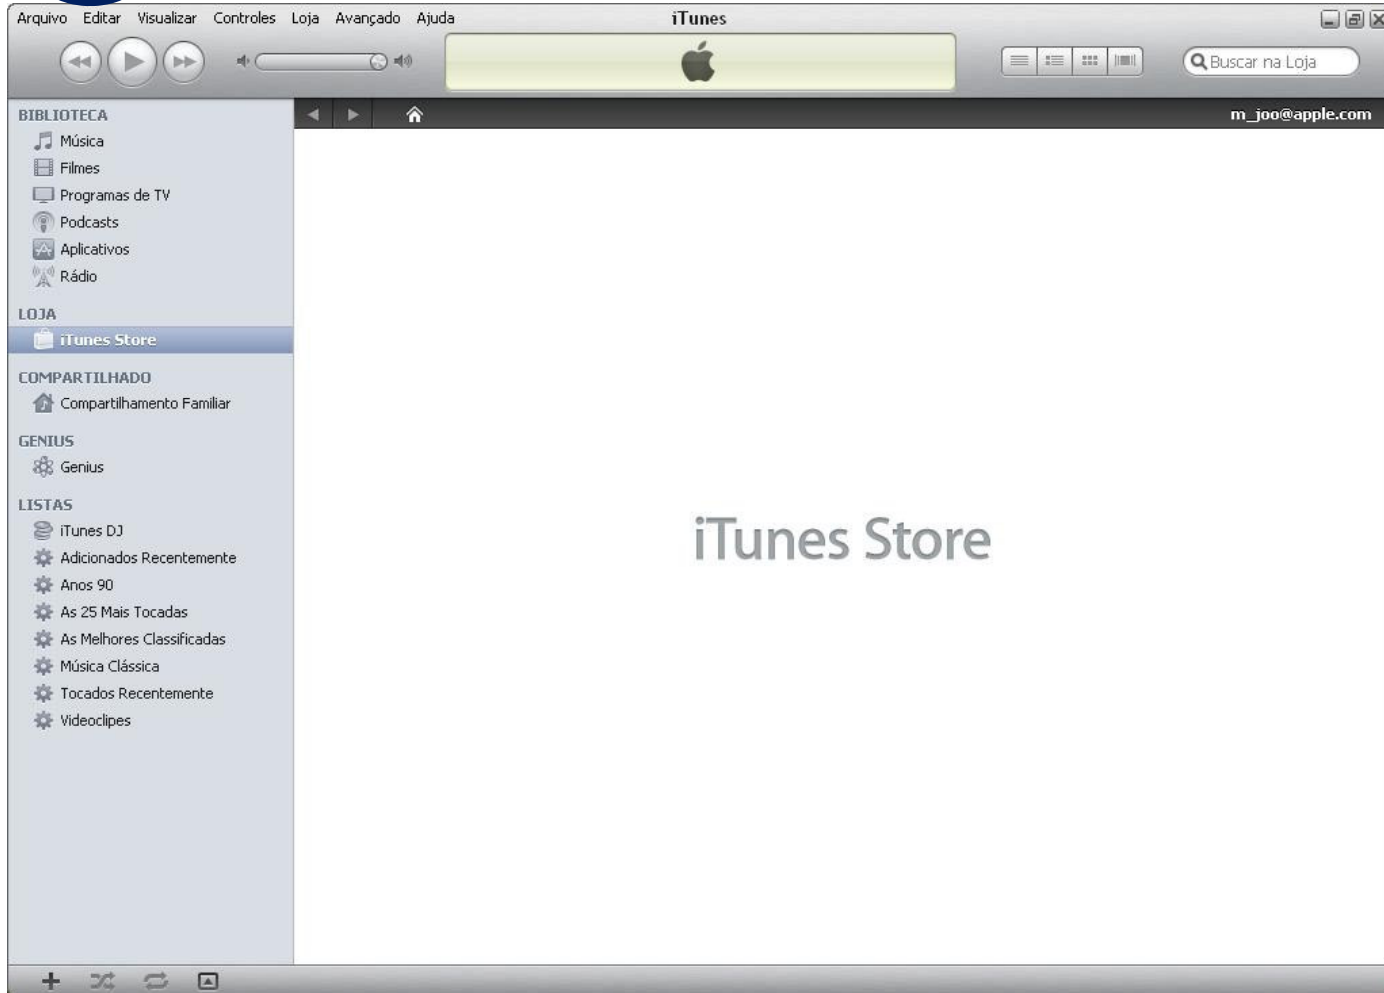 Arquivo Editar Visualizar Controles Loja Avançado Ajuda
iTunes
Buscar na Loja
BIBLIOTECA
m_joo@apple.com
Música
Filmes
Programas de TV
Podcasts
Aplicativos
Rádio
LOJA
iTunes Store
COMPARTILHADO
Compartilhamento Familiar
GENIUS
Genius
LISTAS
iTunes DJ
Adicionados Recentemente
Anos 90
As 25 Mais Tocadas
As Melhores Classificadas
Música Clássica
Tocados Recentemente
Videoclipes
iTunes Store